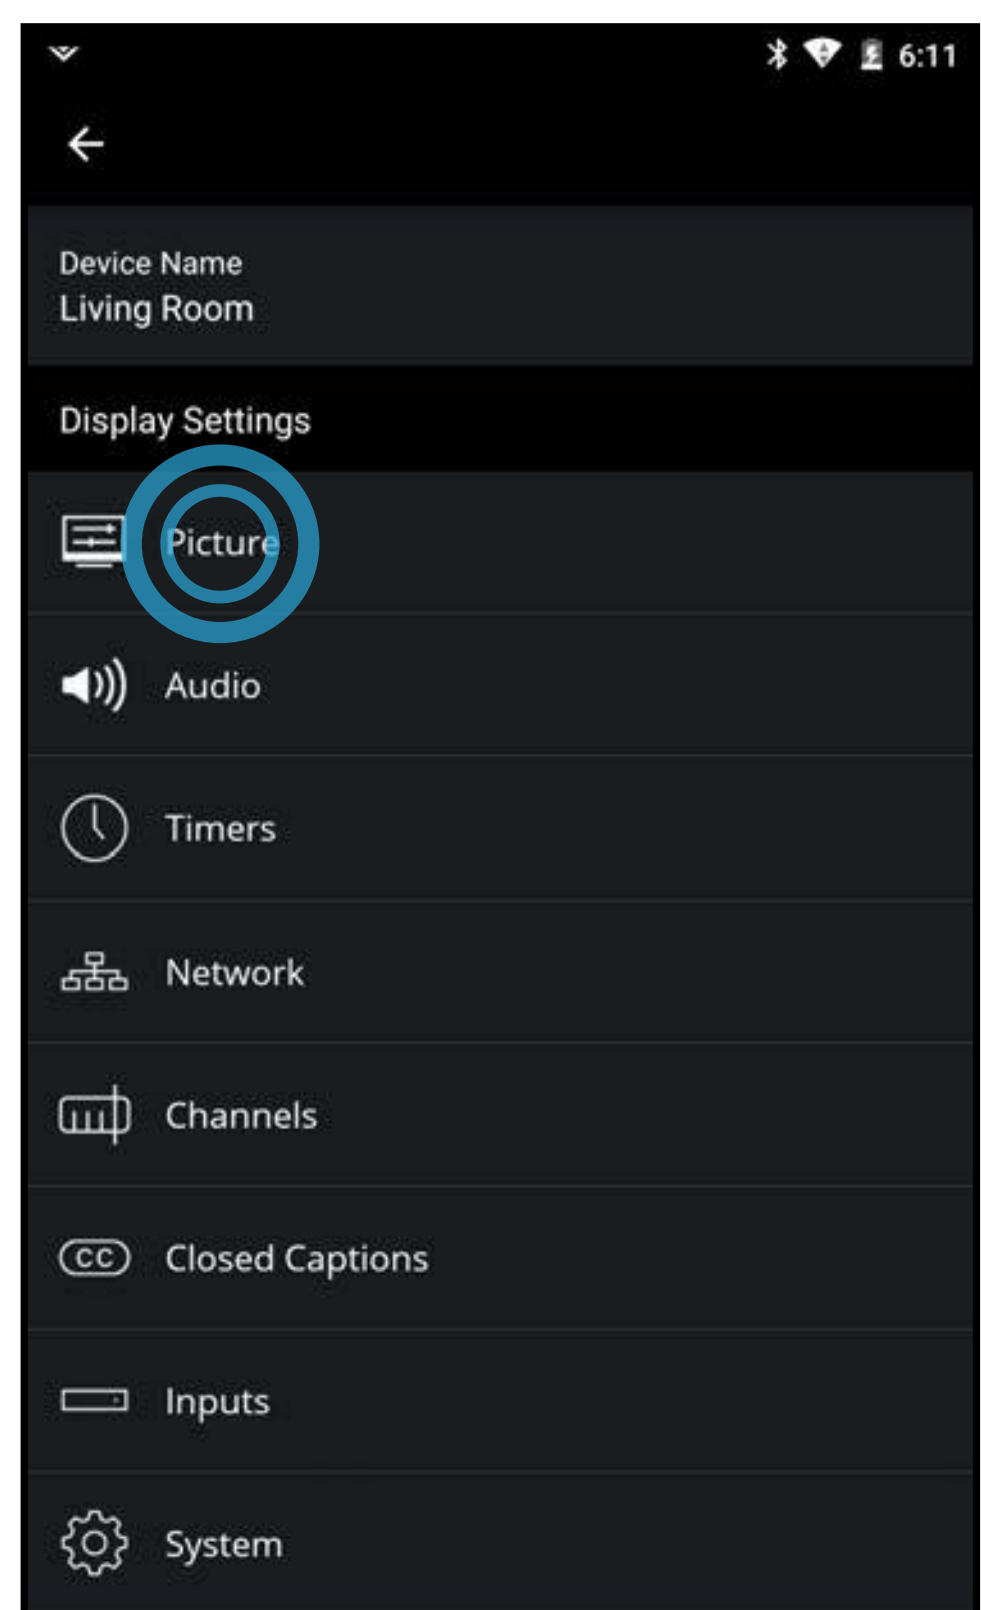 6:11
Device Name
Living Room
Display Settings
Picture
Audio
Timers
Network
Channels
CC Closed Captions
Inputs
System